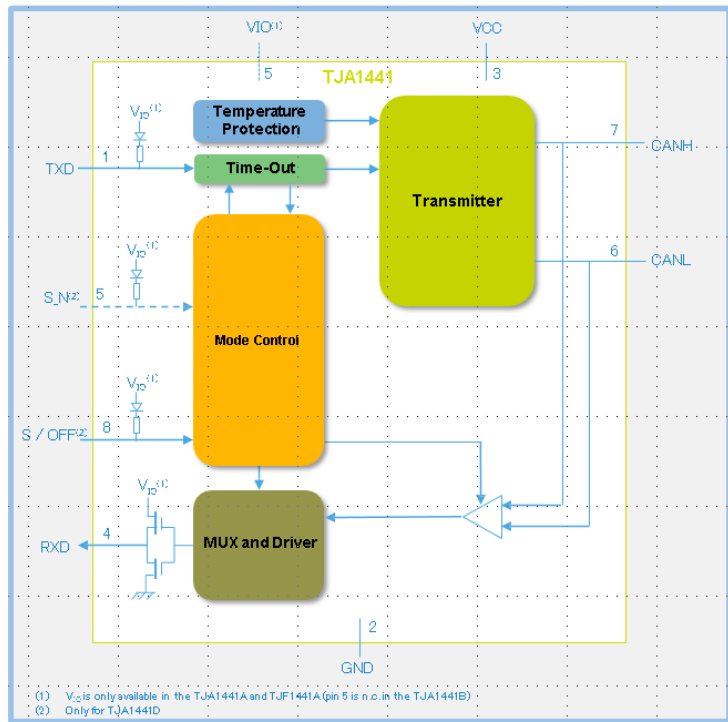 VIO(1)
VCC
5
3
TJA1441
VIO(1)
Temperature
Protection
7
CANH
TXD
1
Time-Out
Transmitter
VIO(1)
6
CANL
S_N(2)
5
Mode Control
VIO(1)
S / OFF(2)
8
VIO(1)
RXD
4
MUX and Driver
2
GND
(1) VIO is only available in the TJA1441A and TJF1441A (pin 5 is n.c. in the TJA1441B)
(2) Only for TJA1441D